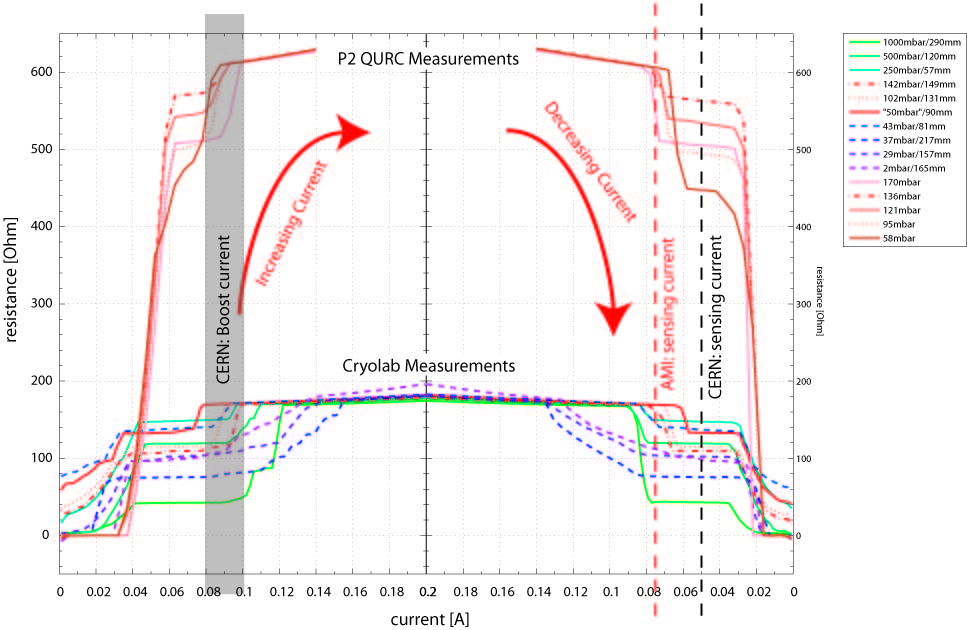 P2 QURC Measurements
Increasing Current
Decreasing Current
CERN: Boost current
AMI: sensing current
CERN: sensing current
Cryolab Measurements
resistance [Ohm]
600
500
400
300
200
100
0
resistance [Ohm]
600
500
400
300
200
100
0
0 0.02 0.04 0.06 0.08 0.1 0.12 0.14 0.16 0.18 0.2 0.18 0.16 0.14 0.12 0.1 0.08 0.06 0.04 0.02 0
current [A]
1000mbar/290mm
500mbar/120mm
250mbar/57mm
142mbar/149mm
102mbar/131mm
"50mbar"/90mm
43mbar/81mm
37mbar/217mm
29mbar/157mm
2mbar/165mm
170mbar
136mbar
121mbar
95mbar
58mbar